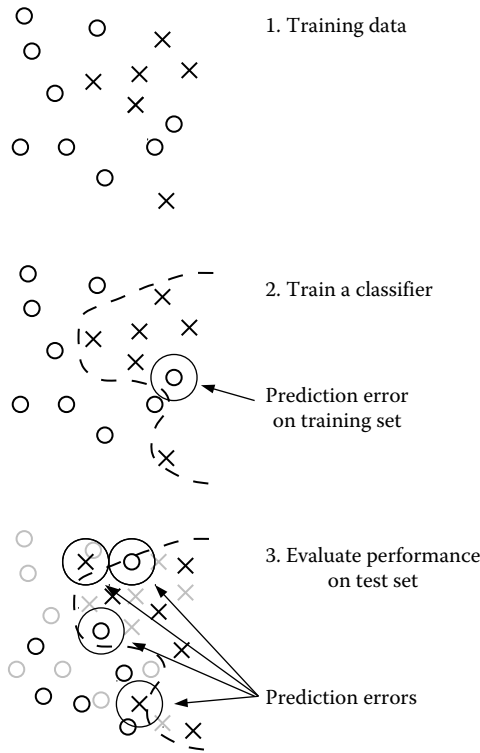 1. Training data
2. Train a classifier
Prediction error
on training set
3. Evaluate performance
on test set
Prediction errors